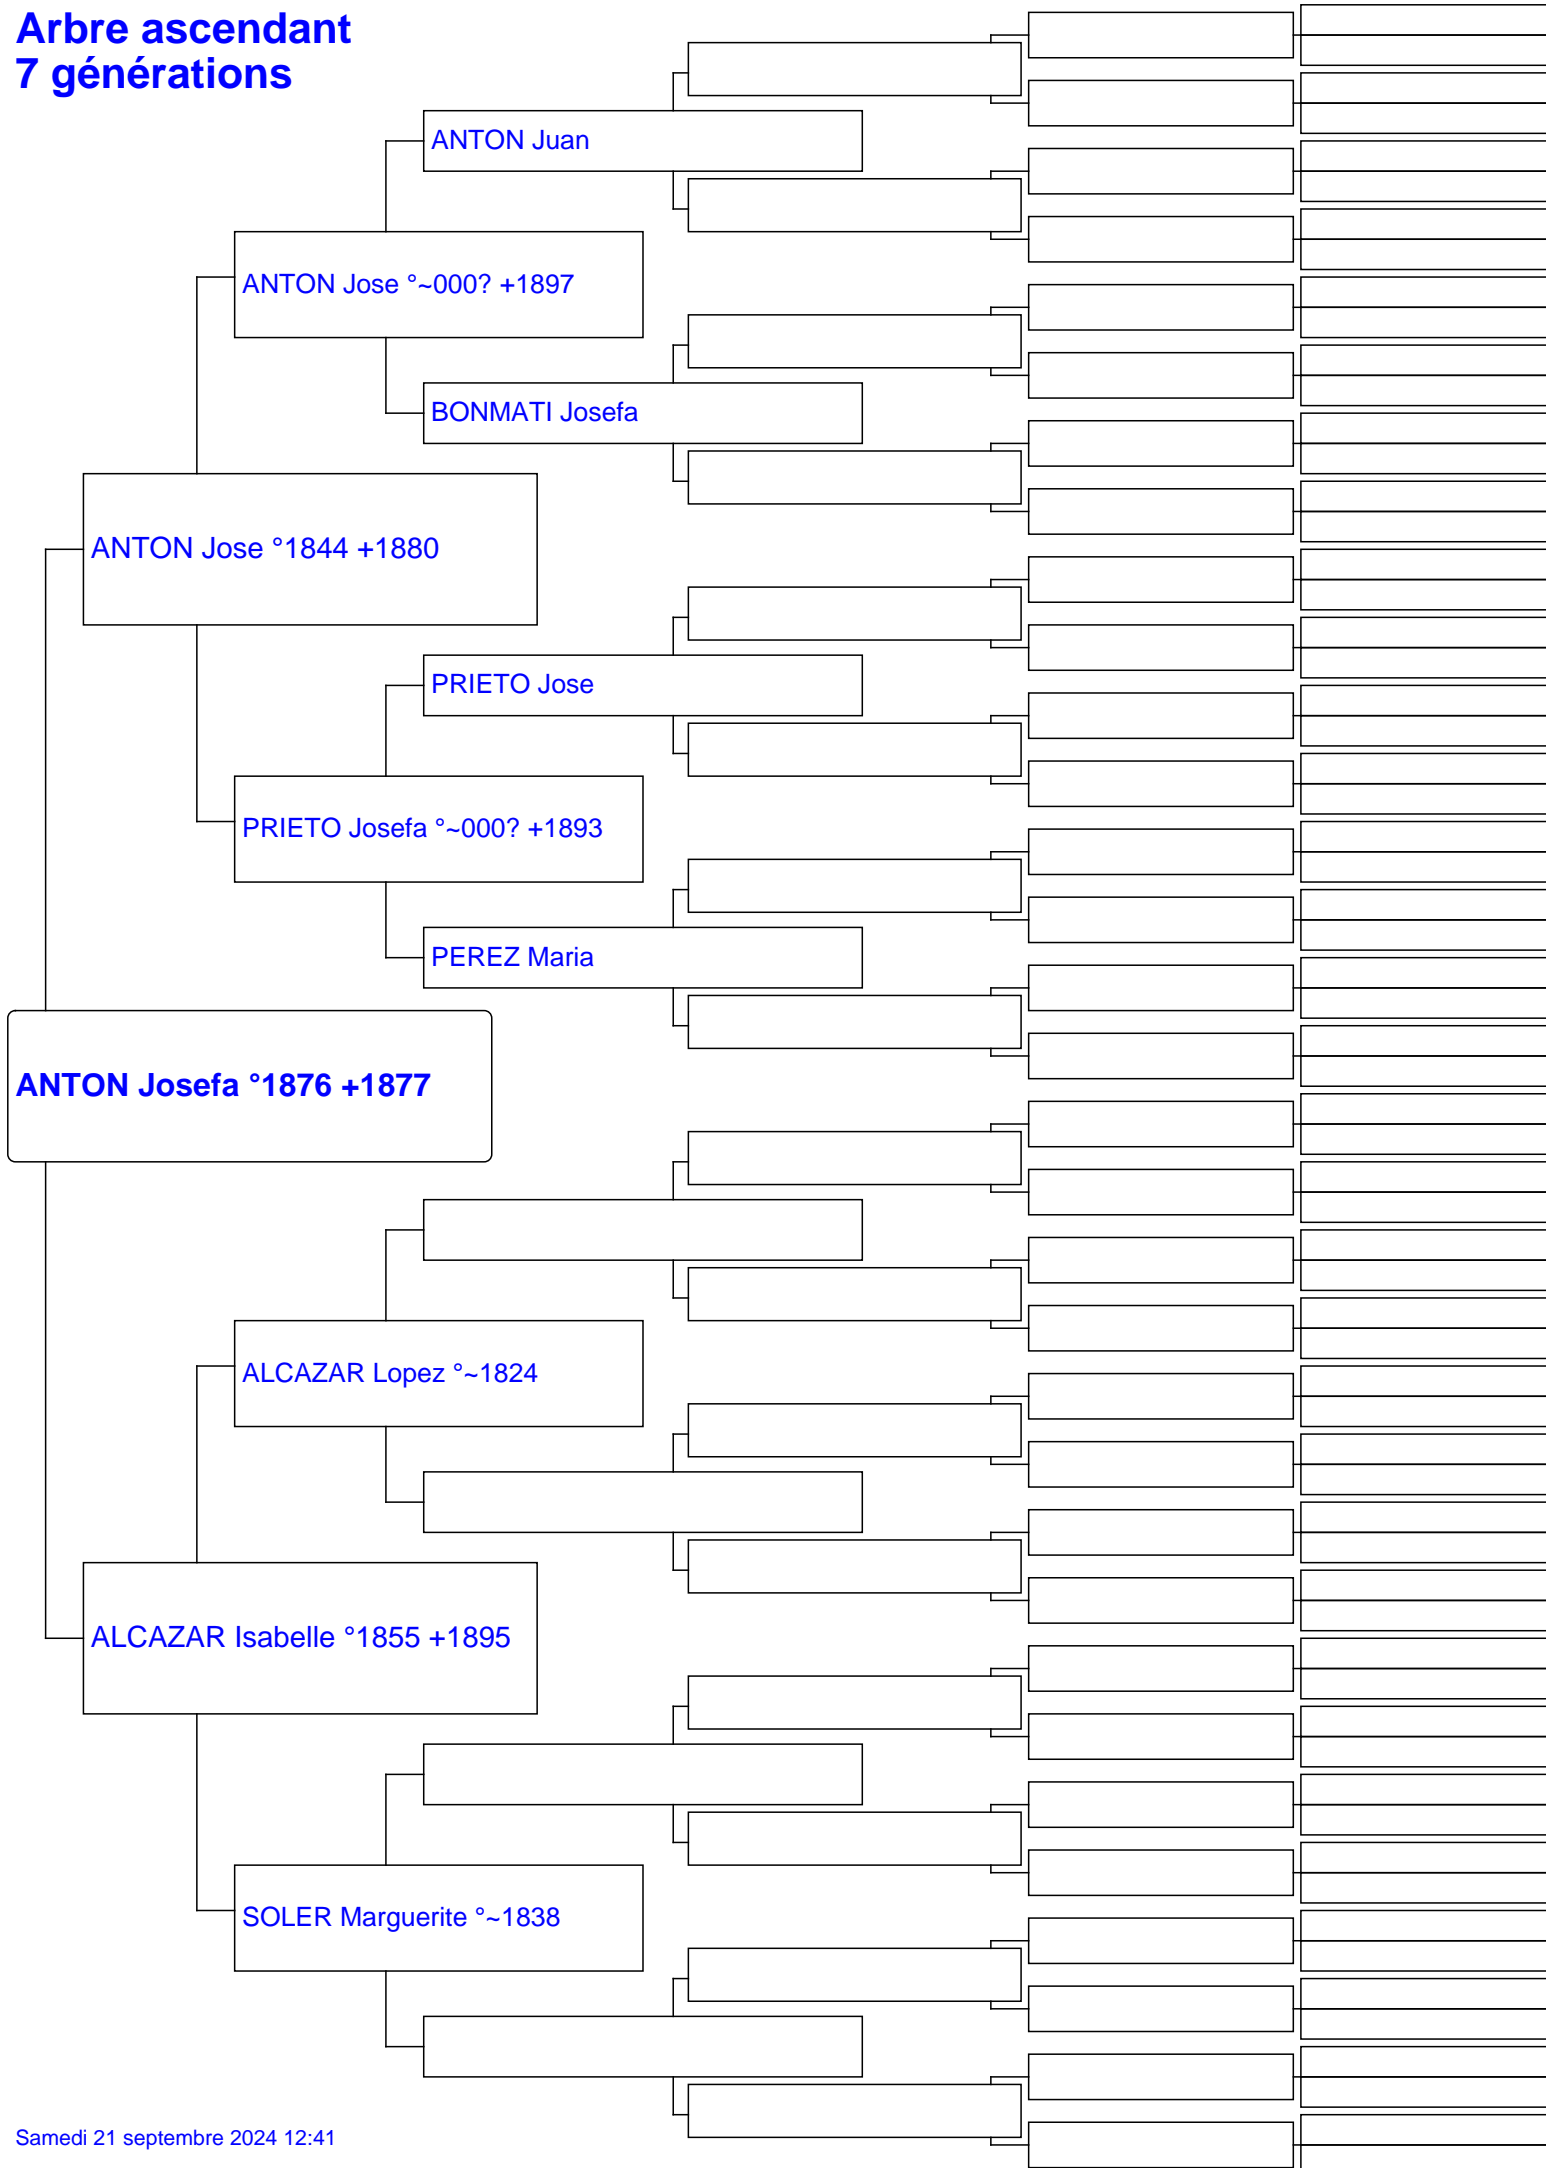 Arbre ascendant
7 générations
ANTON Juan
ANTON Jose °~000? +1897
BONMATI Josefa
ANTON Jose °1844 +1880
PRIETO Jose
PRIETO Josefa °~000? +1893
PEREZ Maria
ANTON Josefa °1876 +1877
ALCAZAR Lopez °~1824
ALCAZAR Isabelle °1855 +1895
SOLER Marguerite °~1838
Samedi 21 septembre 2024 12:41